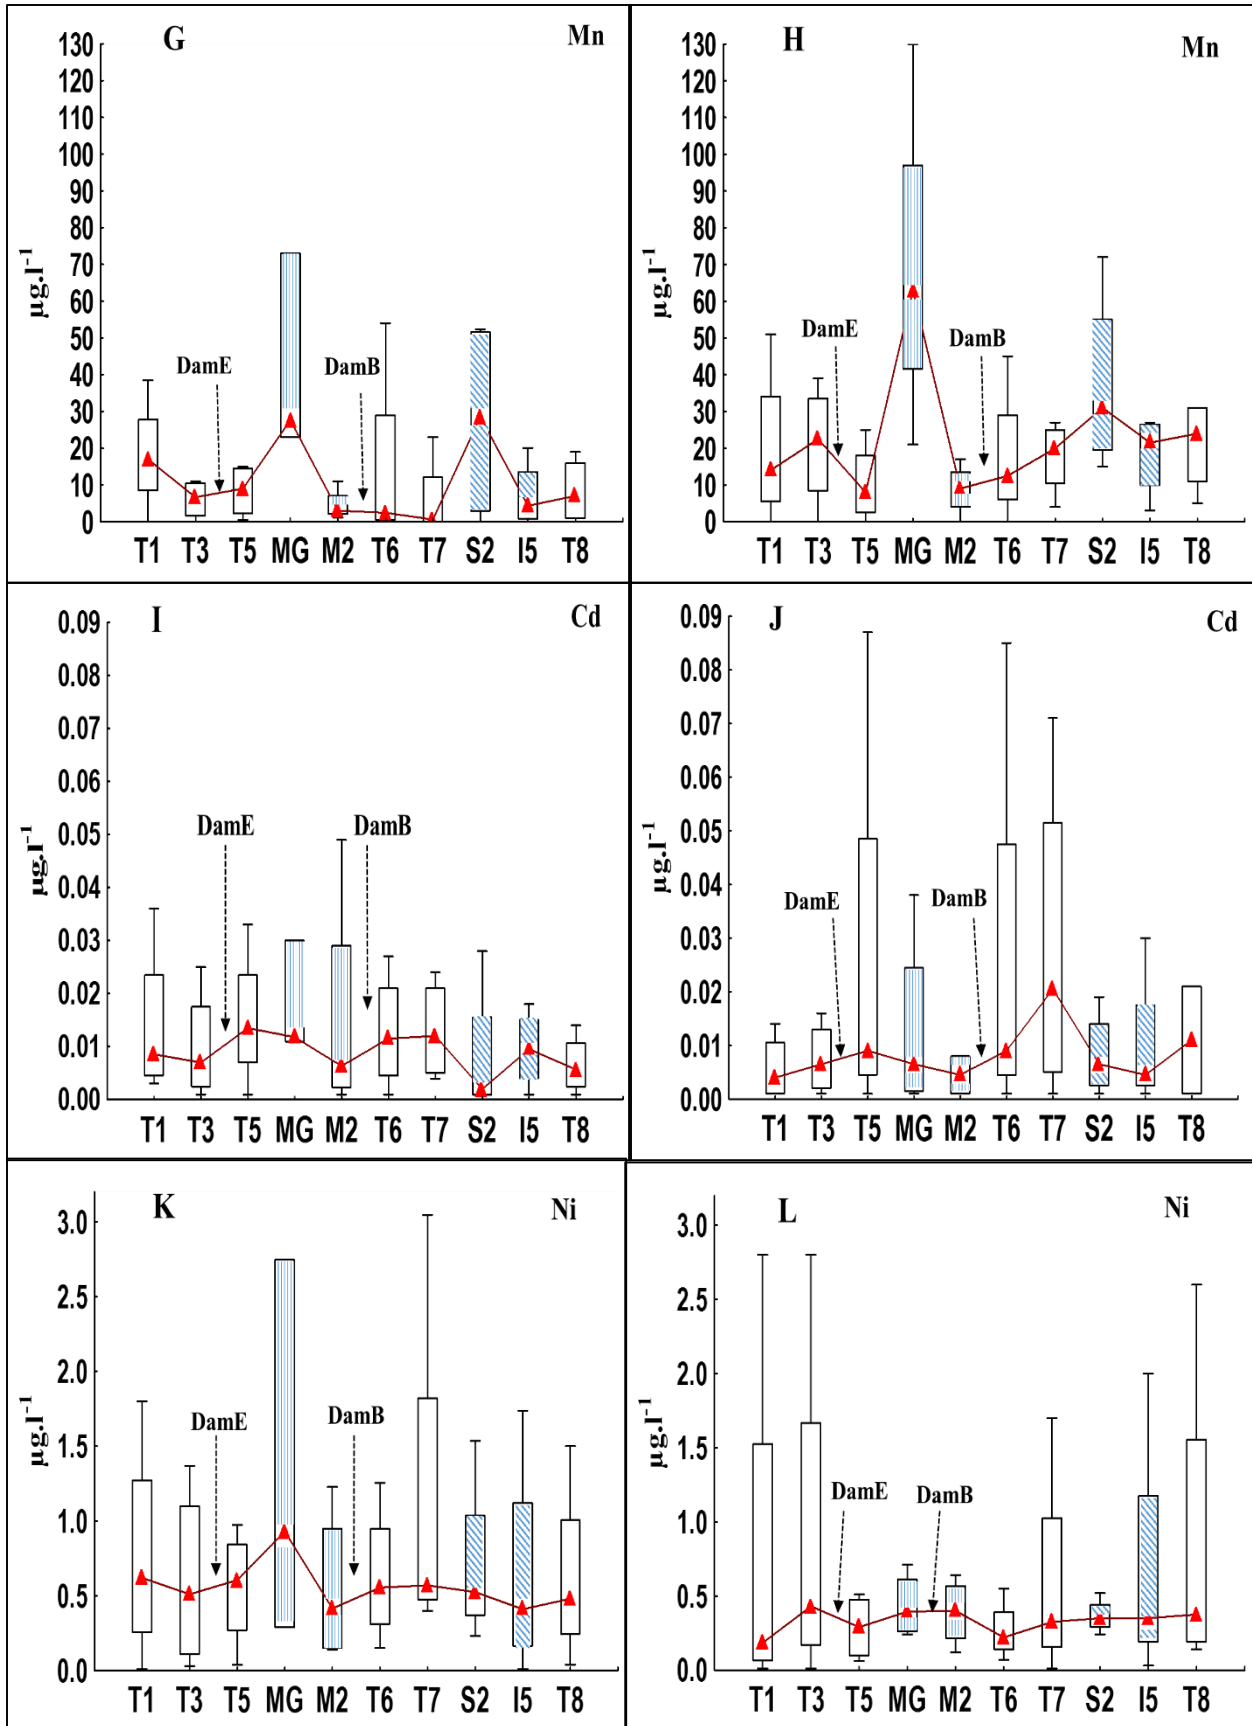 G Mn
130
120
110
100
90
80
70
60
50
40
30
20
10
0
µg.l⁻¹
DamE DamB
T1 T3 T5 MG M2 T6 T7 S2 I5 T8
H Mn
130
120
110
100
90
80
70
60
50
40
30
20
10
0
µg.l⁻¹
DamE DamB
T1 T3 T5 MG M2 T6 T7 S2 I5 T8
I Cd
0.09
0.08
0.07
0.06
0.05
0.04
0.03
0.02
0.01
0.00
µg.l⁻¹
DamE DamB
T1 T3 T5 MG M2 T6 T7 S2 I5 T8
J Cd
0.09
0.08
0.07
0.06
0.05
0.04
0.03
0.02
0.01
0.00
µg.l⁻¹
DamE DamB
T1 T3 T5 MG M2 T6 T7 S2 I5 T8
K Ni
3.0
2.5
2.0
1.5
1.0
0.5
0.0
µg.l⁻¹
DamE DamB
T1 T3 T5 MG M2 T6 T7 S2 I5 T8
L Ni
3.0
2.5
2.0
1.5
1.0
0.5
0.0
µg.l⁻¹
DamE DamB
T1 T3 T5 MG M2 T6 T7 S2 I5 T8